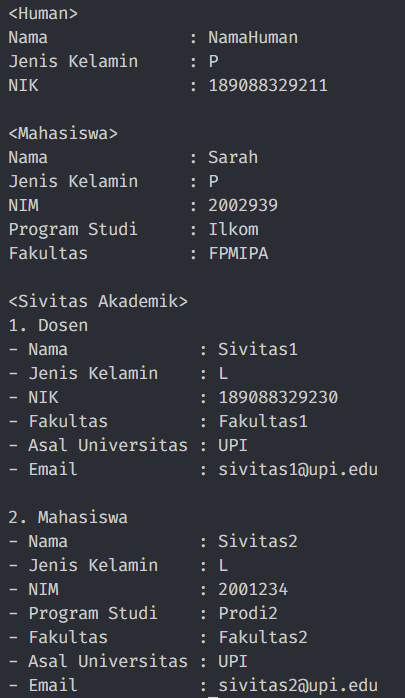 <Human>
Nama : NamaHuman
Jenis Kelamin : P
NIK : 189088329211
<Mahasiswa>
Nama : Sarah
Jenis Kelamin : P
NIM : 2002939
Program Studi : Ilkom
Fakultas : FPMIPA
<Sivitas Akademik>
1. Dosen
- Nama : Sivitas1
- Jenis Kelamin : L
- NIK : 189088329230
- Fakultas : Fakultas1
- Asal Universitas : UPI
- Email : sivitas1@upi.edu
2. Mahasiswa
- Nama : Sivitas2
- Jenis Kelamin : L
- NIM : 2001234
- Program Studi : Prodi2
- Fakultas : Fakultas2
- Asal Universitas : UPI
- Email : sivitas2@upi.edu